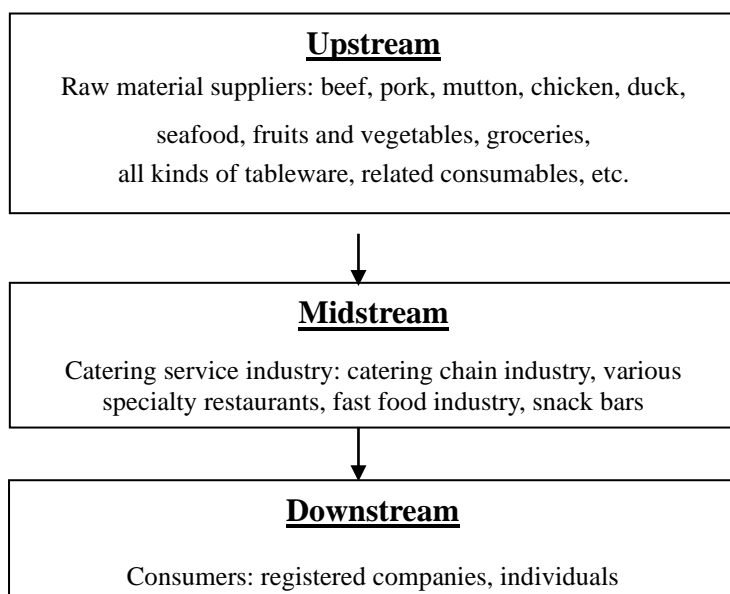 Upstream
Raw material suppliers: beef, pork, mutton, chicken, duck,
seafood, fruits and vegetables, groceries,
all kinds of tableware, related consumables, etc.
Midstream
Catering service industry: catering chain industry, various
specialty restaurants, fast food industry, snack bars
Downstream
Consumers: registered companies, individuals